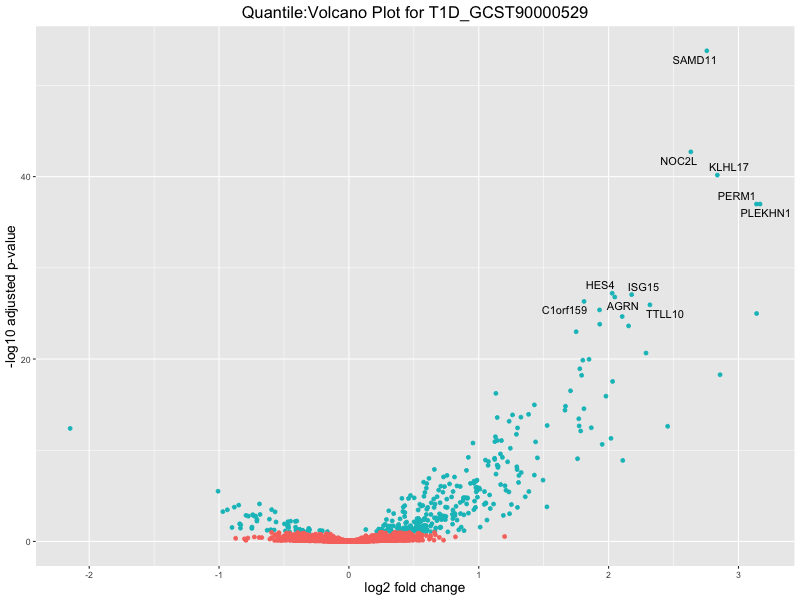 Quantile:Volcano Plot for T1D_GCST90000529
SAMD11
NOC2L
KLHL17
PERM1
PLEKHN1
HES4
ISG15
C1orf159
AGRN
TTLL10
-log10 adjusted p-value
40
20
0
-2
-1
0
1
2
3
log2 fold change